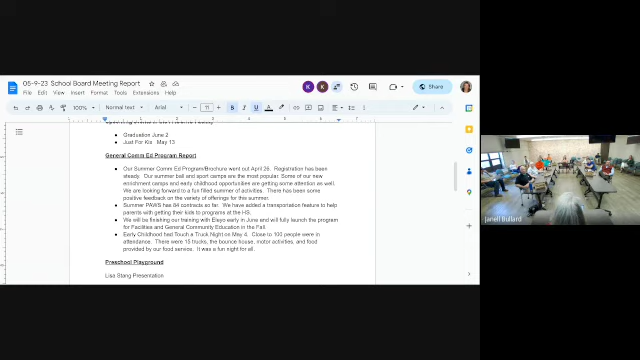 05-9-23 School Board Meeting Report
File Edit View Insert Format Tools Extensions
K K Share
100% Normal text Arial 11 B I U A
Graduation June 2
Just For Kix May 13
General Comm Ed Program Report
Our Summer Comm Ed Program/Brochure went out April 26. Registration has been
steady. Our summer ball and sport camps are the most popular. Some of our new
enrichment camps and early childhood opportunities are getting some attention as well.
We are looking forward to a fun filled summer of activities. There has been some
positive feedback on the variety of offerings for this summer.
Summer PAWS has 84 contracts so far. We have added a transportation feature to help
parents with getting their kids to programs at the HS.
We will be finishing our training with Eleyo early in June and will fully launch the program
for Facilities and General Community Education in the Fall.
Early Childhood had Touch a Truck Night on May 4. Close to 100 people were in
attendance. There were 15 trucks, the bounce house, motor activities, and food
provided by our food service. It was a fun night for all.
Preschool Playground
Lisa Stang Presentation
Janell Bullard